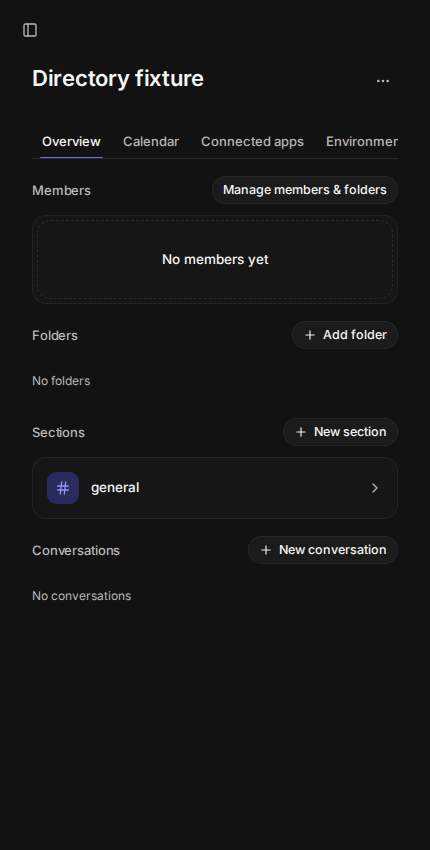 Directory fixture
Overview Calendar Connected apps Environmer
Members Manage members & folders
No members yet
Folders + Add folder
No folders
Sections + New section
# general
Conversations + New conversation
No conversations